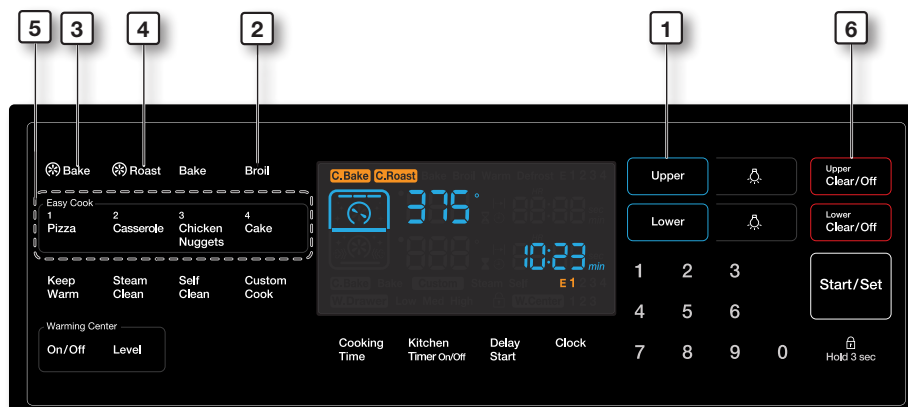 5 3 4 2 1 6
Bake Roast Bake Broil
Easy Cook
1 2 3 4
Pizza Casserole Chicken Nuggets Cake
Keep Warm Steam Clean Self Clean Custom Cook
Warming Center
On/Off Level
C.Bake C.Roast
375°
10:23 min
E 1
Cooking Time Kitchen Timer On/Off Delay Start Clock
Upper
Lower
1 2 3
4 5 6
7 8 9 0
Upper Clear/Off
Lower Clear/Off
Start/Set
Hold 3 sec